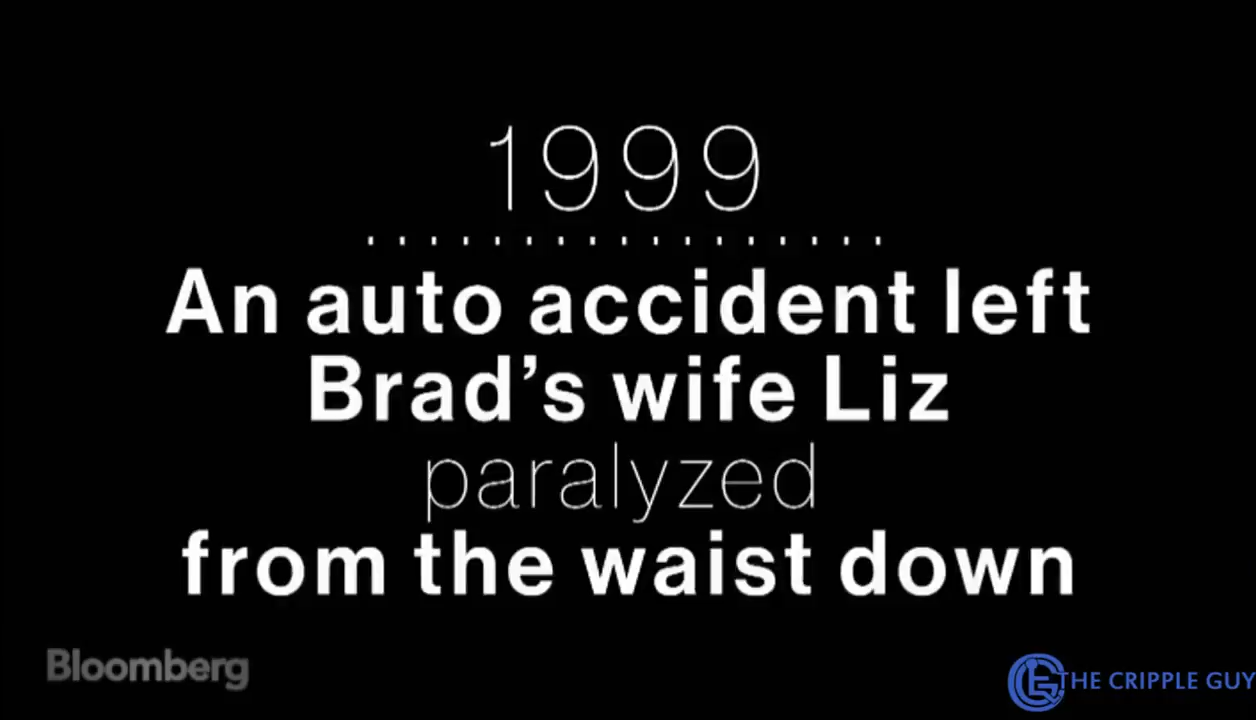 1999
An auto accident left
Brad’s wife Liz
paralyzed
from the waist down
Bloomberg
THE CRIPPLE GUY